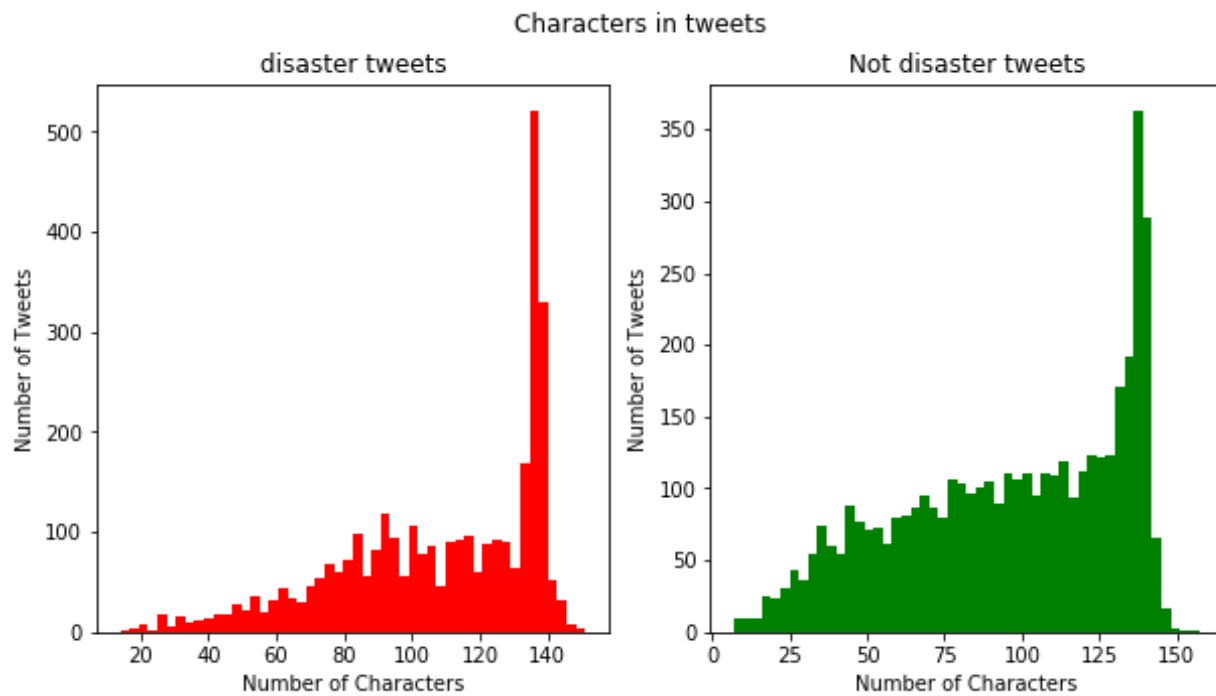 Characters in tweets
disaster tweets
Number of Tweets
500
400
300
200
100
0
20 40 60 80 100 120 140
Number of Characters
Not disaster tweets
Number of Tweets
350
300
250
200
150
100
50
0
0 25 50 75 100 125 150
Number of Characters